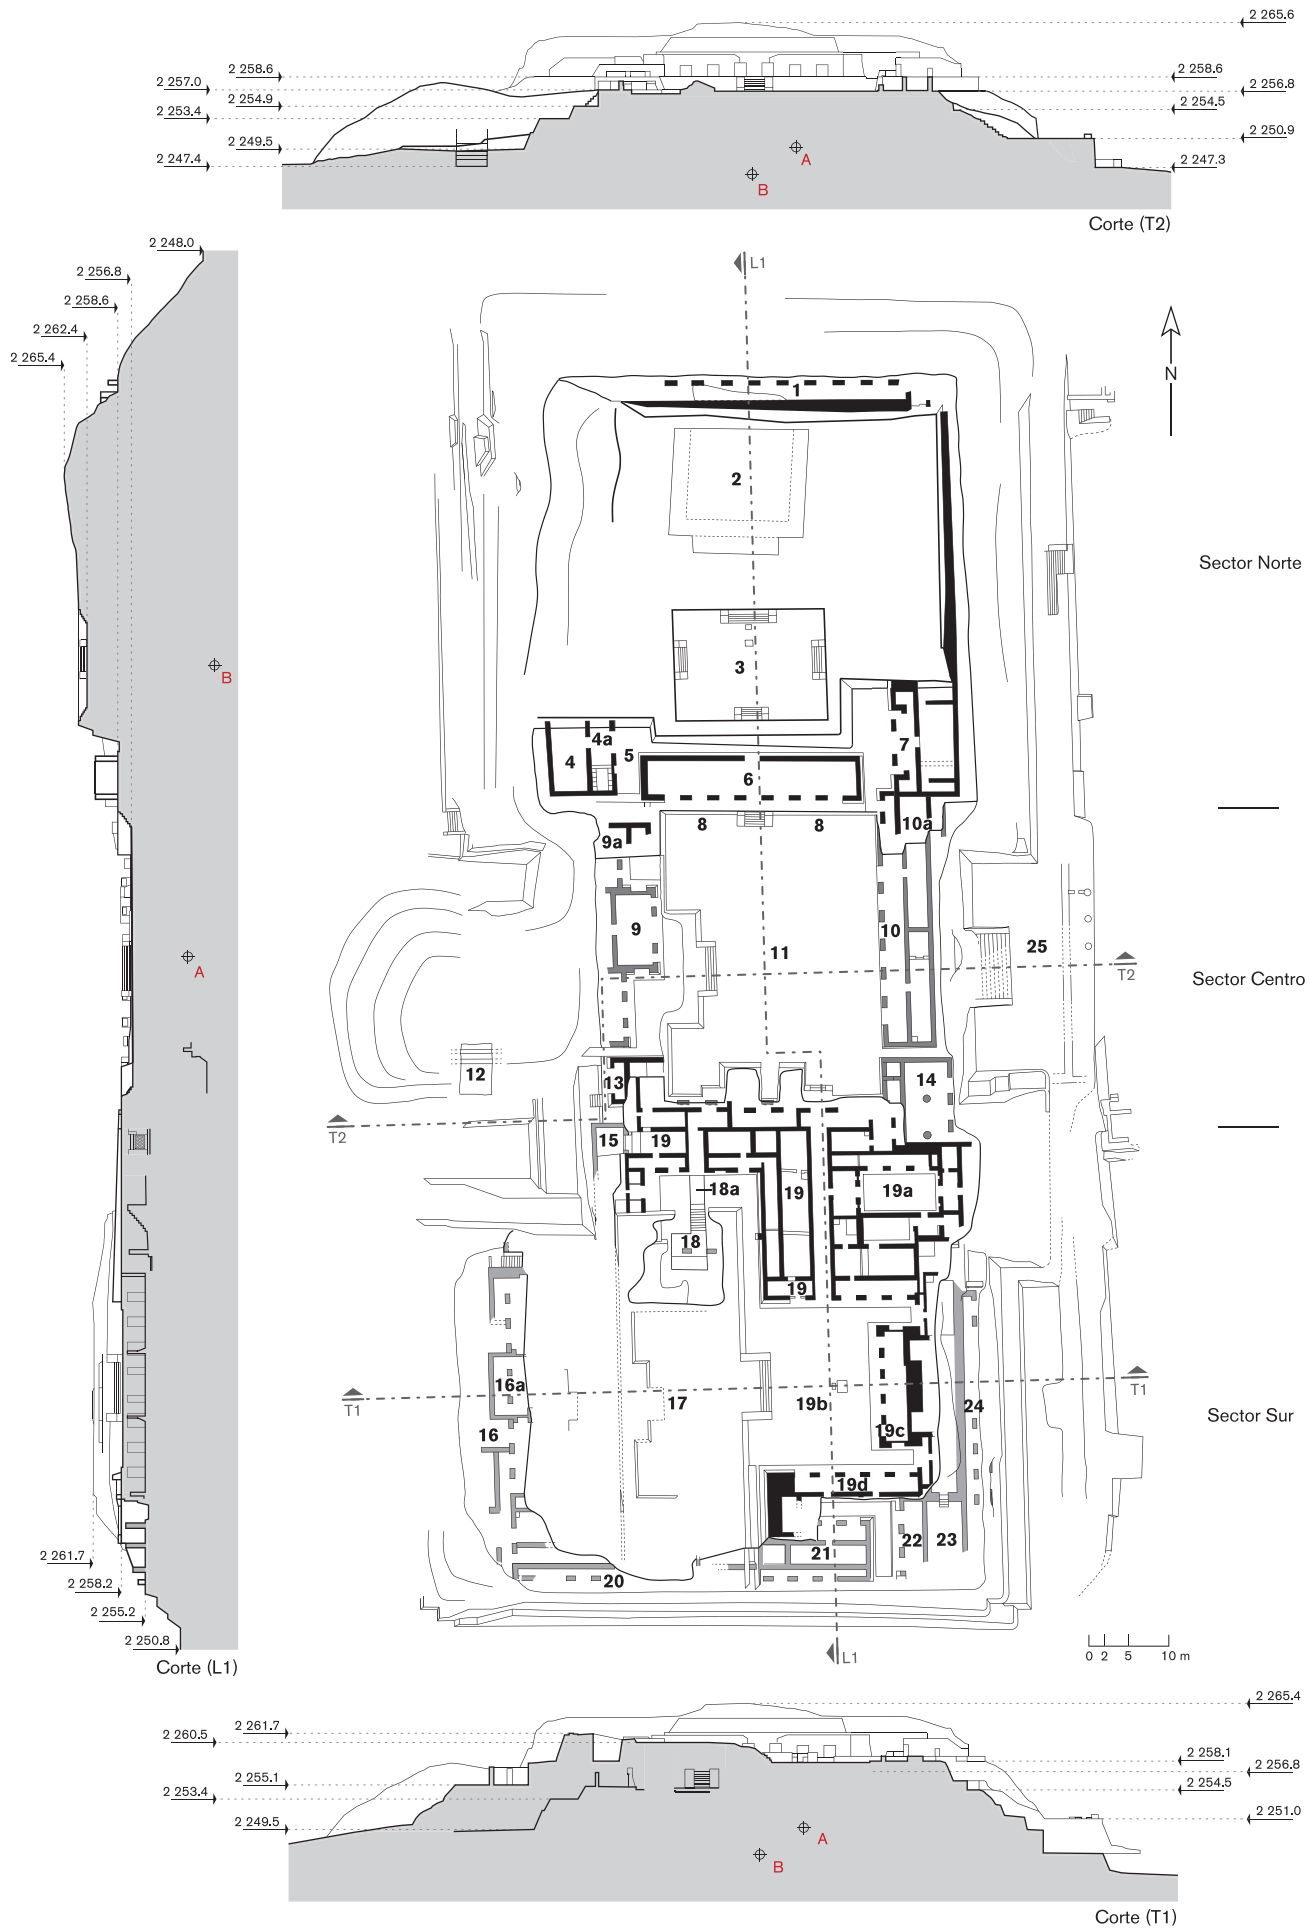 2 265.6
2 258.6
2 257.0
2 254.9
2 253.4
2 249.5
2 247.4
2 258.6
2 256.8
2 254.5
2 250.9
2 247.3
A
B
Corte (T2)
2 248.0
2 256.8
2 258.6
2 262.4
2 265.4
B
A
2 261.7
2 258.2
2 255.2
2 250.8
Corte (L1)
L1
N
1
2
3
4
4a
5
6
7
8
8
9a
10a
9
10
11
25
T2
12
13
14
T2
15
19
18a
19
19a
18
19
16a
T1
17
19b
24
T1
16
19c
19d
21
22
23
20
L1
Sector Norte
Sector Centro
Sector Sur
0 2 5 10 m
2 265.4
2 261.7
2 260.5
2 255.1
2 253.4
2 249.5
2 258.1
2 256.8
2 254.5
2 251.0
A
B
Corte (T1)